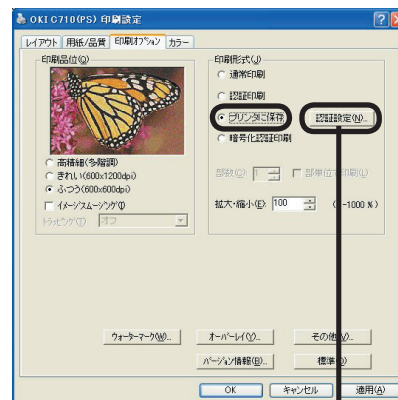 OKI C710(PS) 印刷設定
レイアウト 用紙/品質 印刷オプション カラー
印刷品位(Q)
高精細(多階調)
きれい(600x1200dpi)
ふつう(600x600dpi)
イメージスムージング(I)
トラッピング(T) オフ
印刷形式(J)
通常印刷
認証印刷
プリンタに保存 認証設定(N)...
暗号化認証印刷
部数(C) 1 部単位で印刷(L)
拡大・縮小(E) 100 -1000 %)
ウォーターマーク(W)... オーバーレイ(Y)... その他
バージョン情報(B)... 標準
OK キャンセル 適用(A)